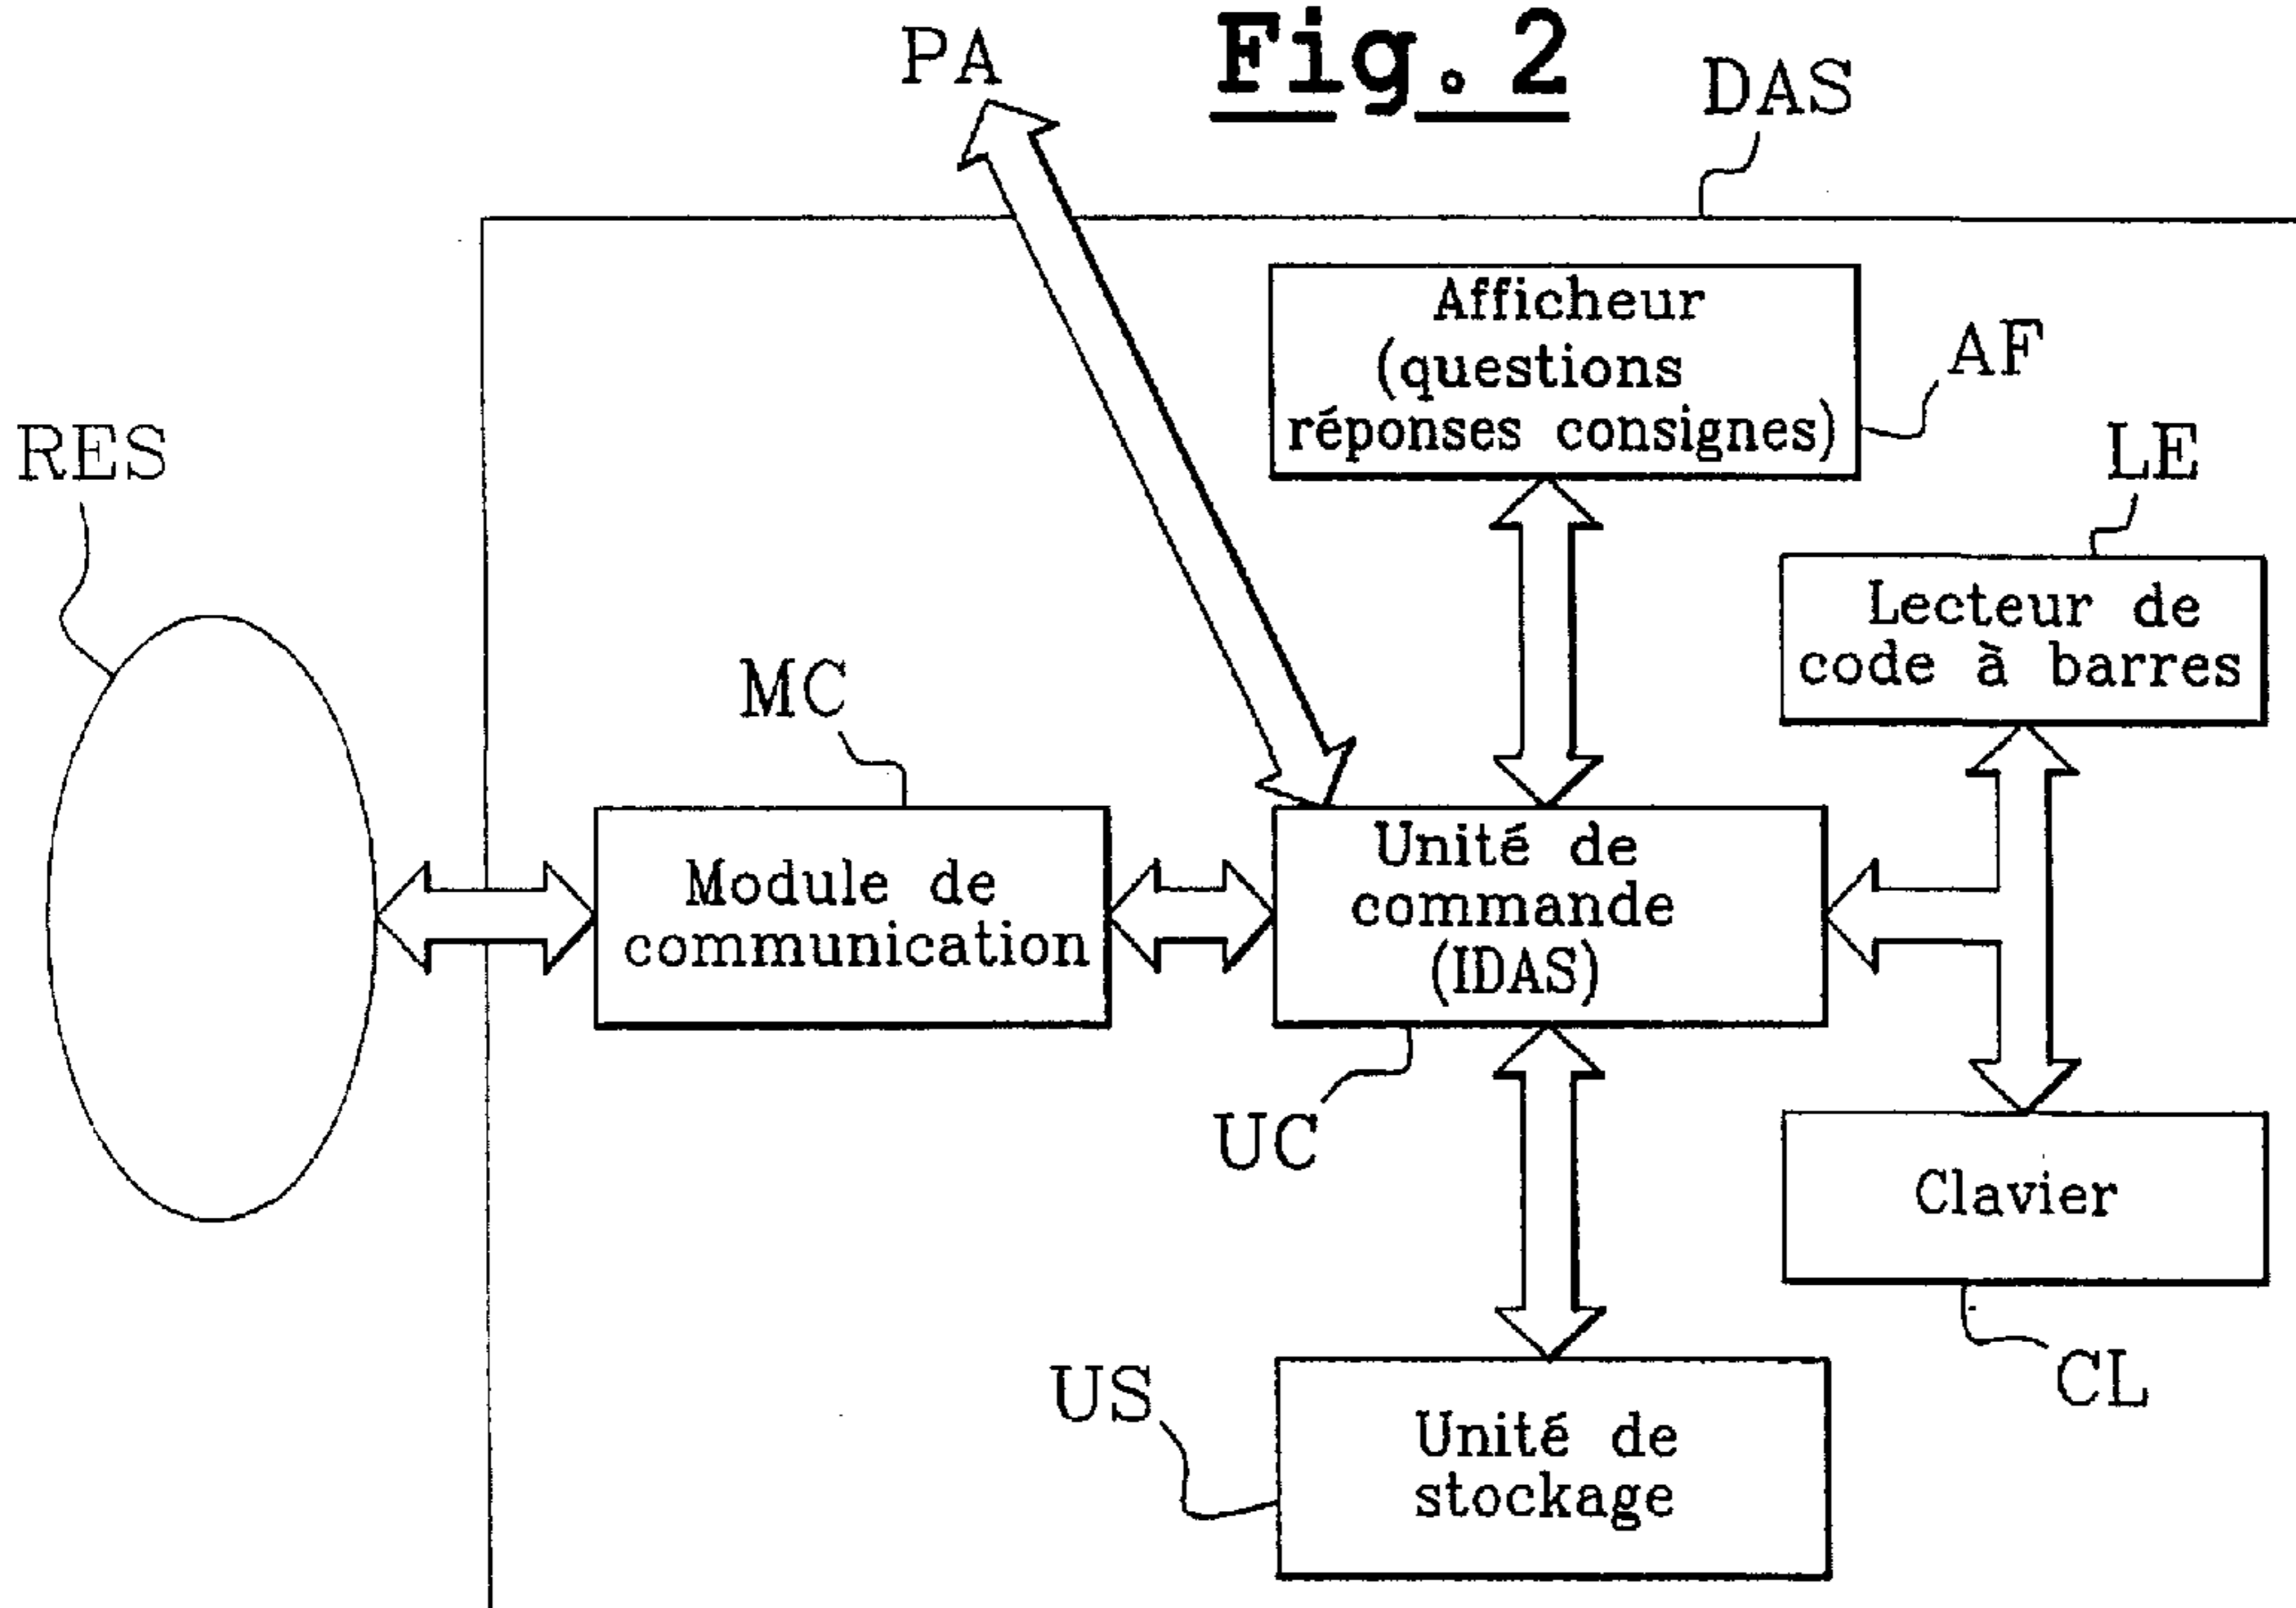 Fig. 2
PA
DAS
Afficheur
(questions
réponses consignes)
AF
RES
LE
Lecteur de
code à barres
MC
Module de
communication
Unité de
commande
(IDAS)
UC
Clavier
CL
US
Unité de
stockage